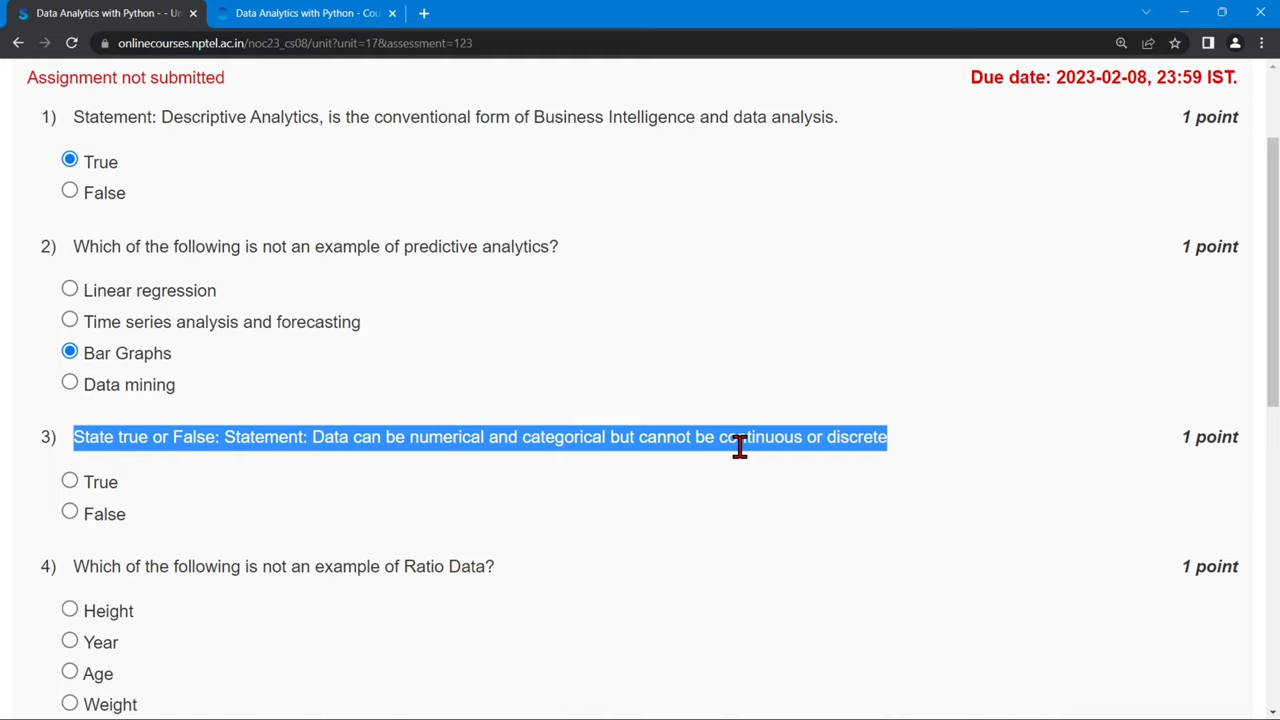 Data Analytics with Python - - Un
Data Analytics with Python - Cou
onlinecourses.nptel.ac.in/noc23_cs08/unit?unit=17&assessment=123
Assignment not submitted
Due date: 2023-02-08, 23:59 IST.
1) Statement: Descriptive Analytics, is the conventional form of Business Intelligence and data analysis. 1 point
True
False
2) Which of the following is not an example of predictive analytics? 1 point
Linear regression
Time series analysis and forecasting
Bar Graphs
Data mining
3) State true or False: Statement: Data can be numerical and categorical but cannot be continuous or discrete 1 point
True
False
4) Which of the following is not an example of Ratio Data? 1 point
Height
Year
Age
Weight